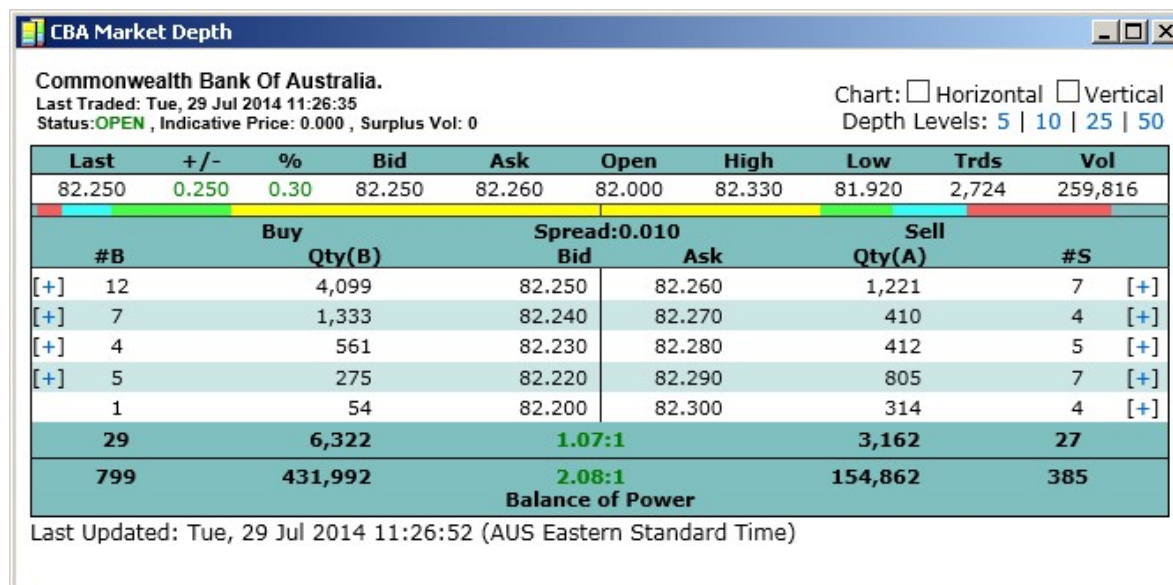 CBA Market Depth
Commonwealth Bank Of Australia.
Last Traded: Tue, 29 Jul 2014 11:26:35
Status:OPEN , Indicative Price: 0.000 , Surplus Vol: 0
Chart: Horizontal Vertical
Depth Levels: 5 | 10 | 25 | 50
Last +/- % Bid Ask Open High Low Trds Vol
82.250 0.250 0.30 82.250 82.260 82.000 82.330 81.920 2,724 259,816
Buy Spread:0.010 Sell
#B Qty(B) Bid Ask Qty(A) #S
[+] 12 4,099 82.250 82.260 1,221 7 [+]
[+] 7 1,333 82.240 82.270 410 4 [+]
[+] 4 561 82.230 82.280 412 5 [+]
[+] 5 275 82.220 82.290 805 7 [+]
1 54 82.200 82.300 314 4 [+]
29 6,322 1.07:1 3,162 27
799 431,992 2.08:1 154,862 385
Balance of Power
Last Updated: Tue, 29 Jul 2014 11:26:52 (AUS Eastern Standard Time)